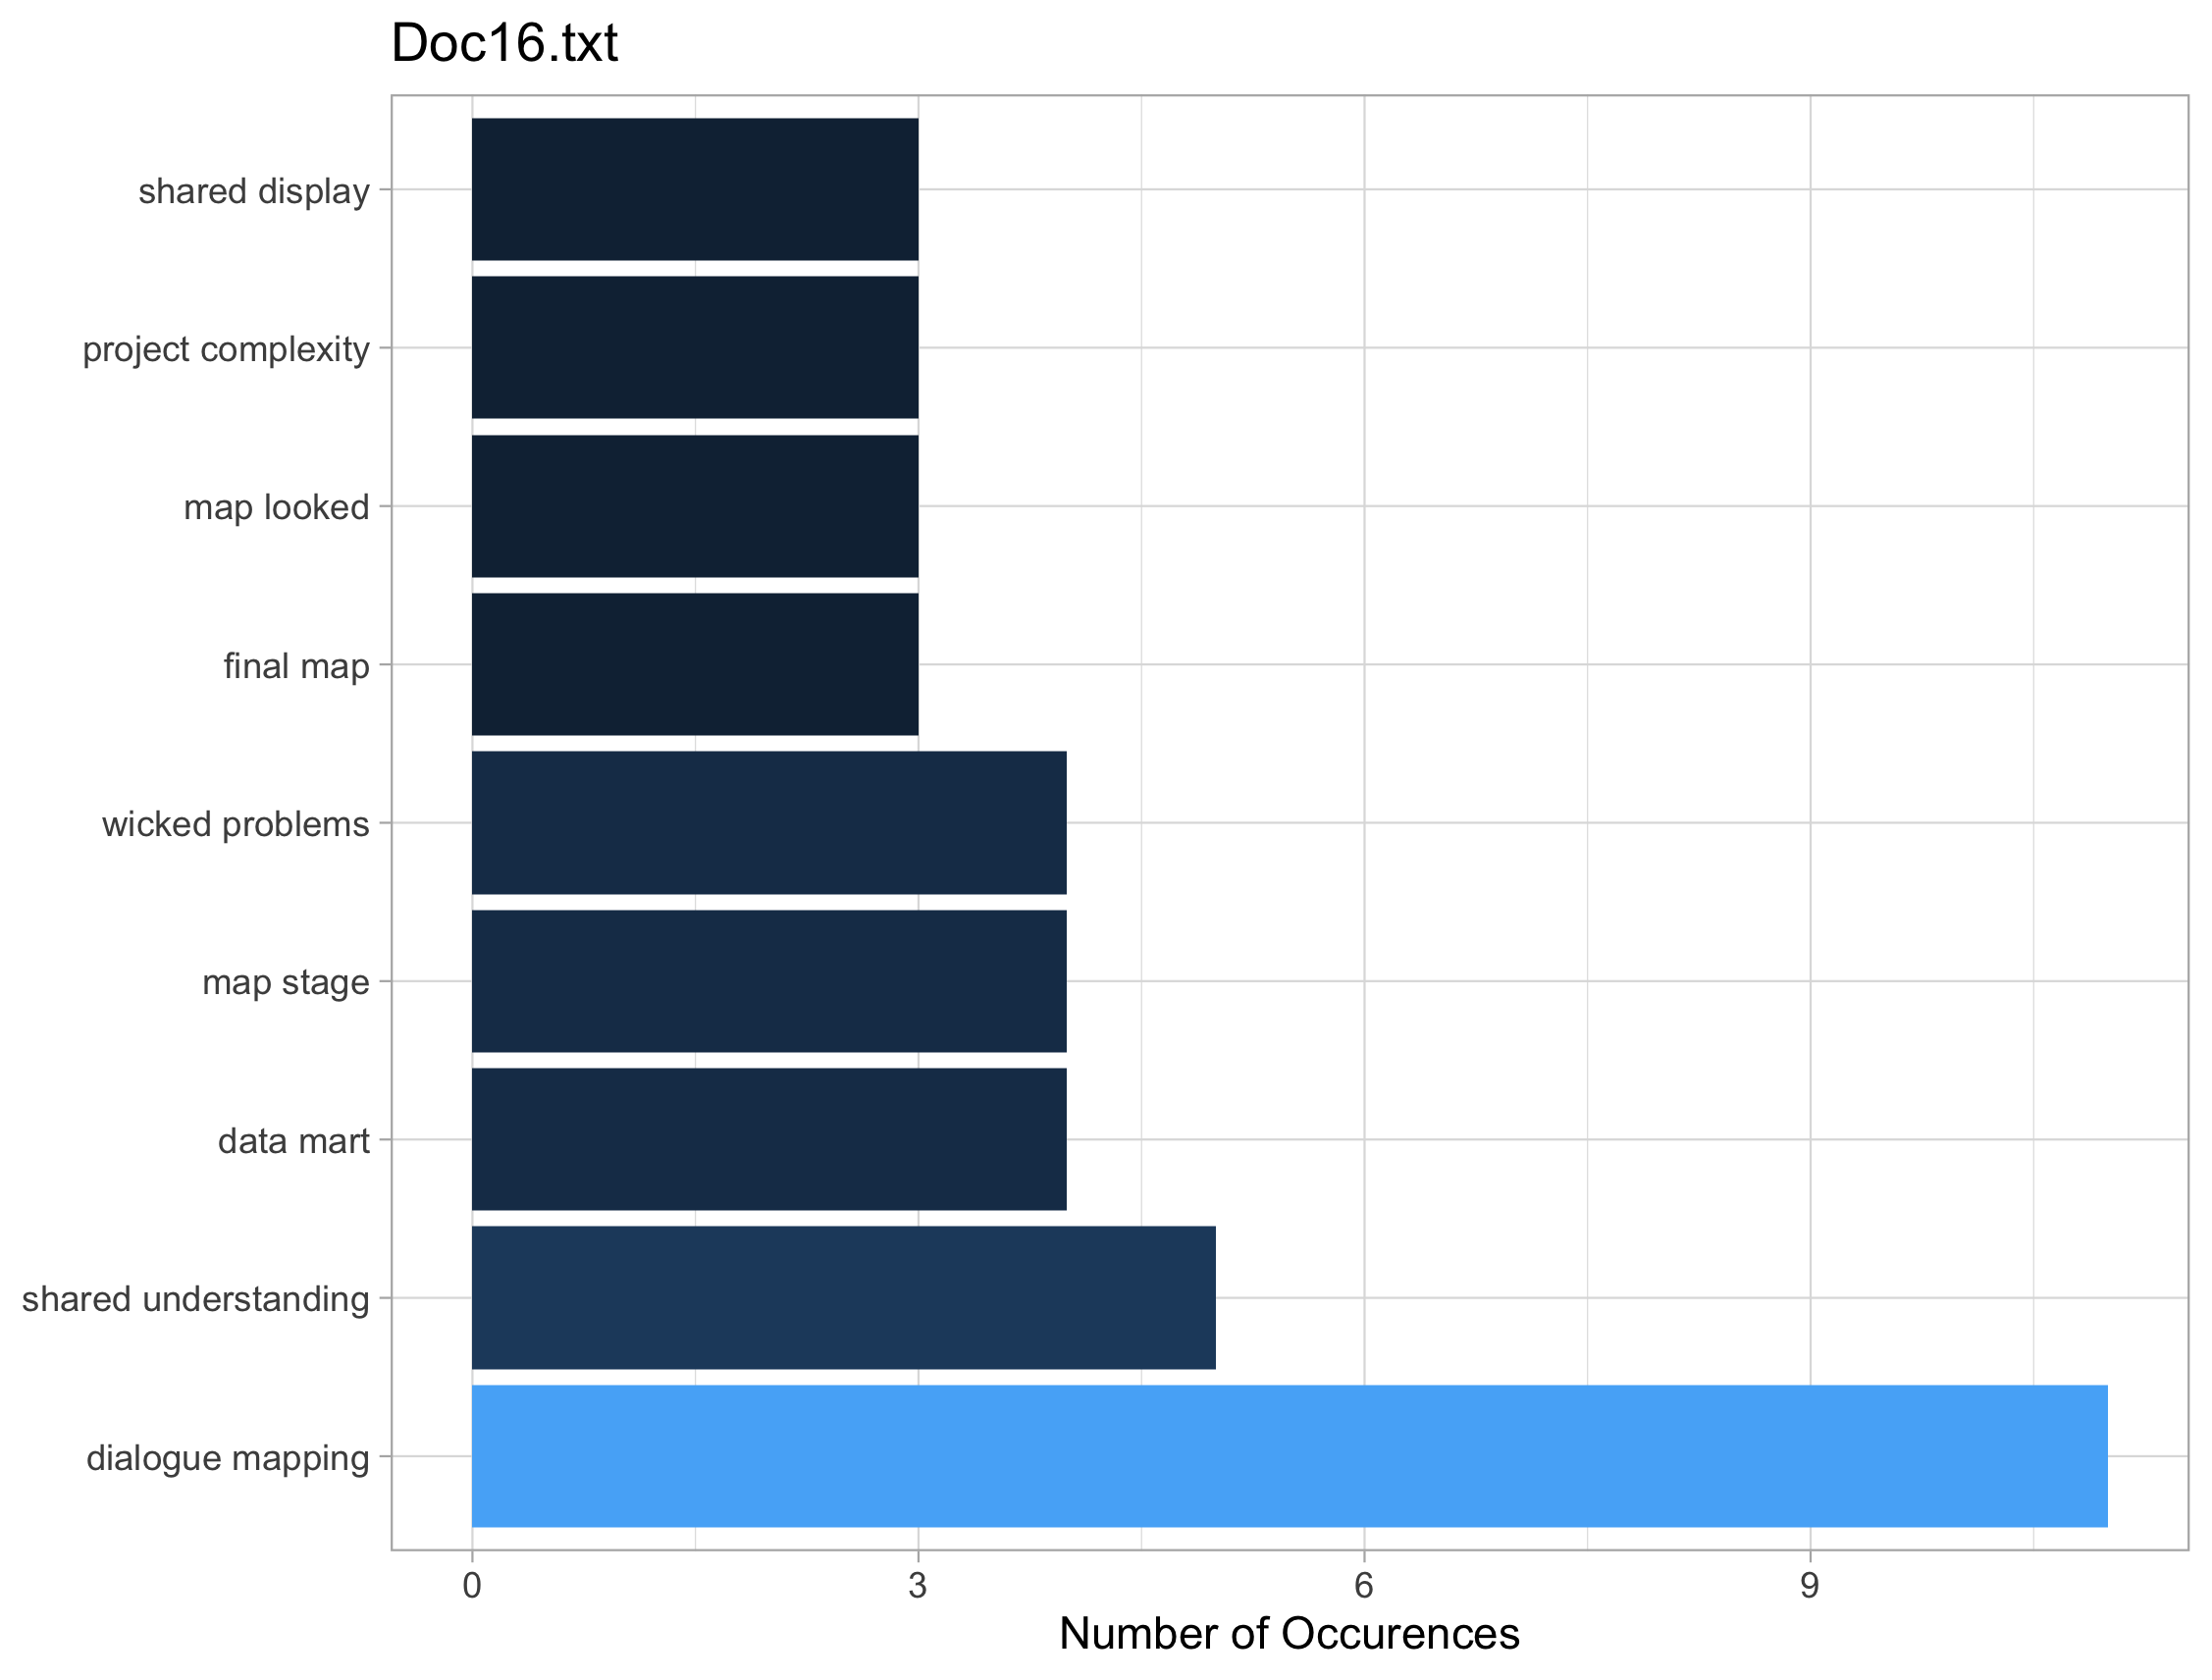 Doc16.txt
shared display
project complexity
map looked
final map
wicked problems
map stage
data mart
shared understanding
dialogue mapping
0 3 6 9
Number of Occurences